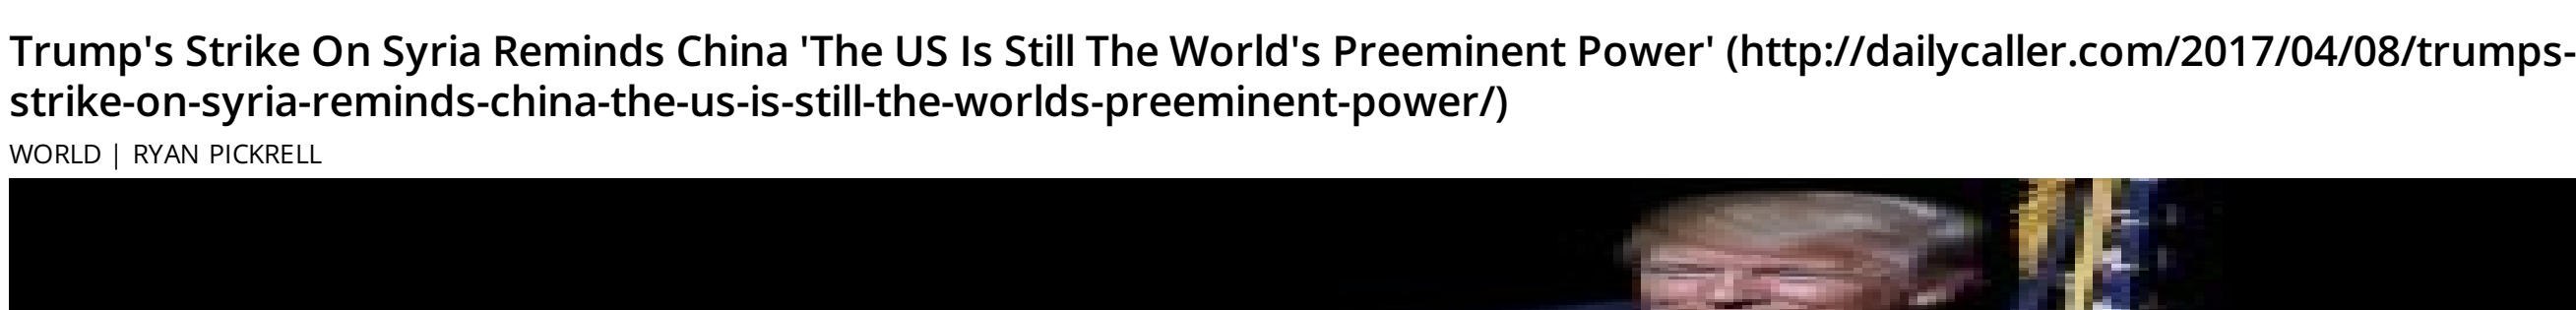 Trump's Strike On Syria Reminds China 'The US Is Still The World's Preeminent Power' (http://dailycaller.com/2017/04/08/trumps-
strike-on-syria-reminds-china-the-us-is-still-the-worlds-preeminent-power/)
WORLD | RYAN PICKRELL